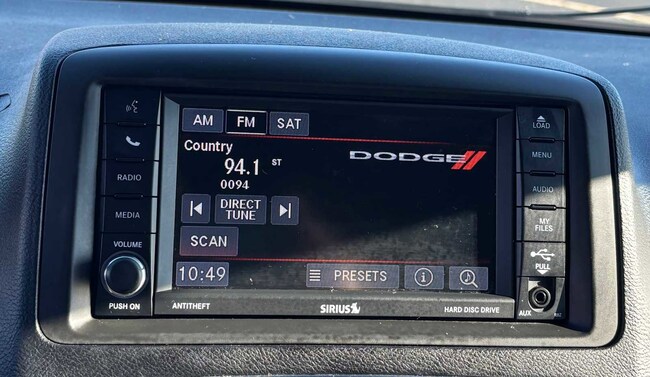 AM FM SAT
Country
94.1 ST
0094
DIRECT
TUNE
SCAN
10:49 PRESETS
DODGE
RADIO
MEDIA
VOLUME
PUSH ON
LOAD
MENU
AUDIO
MY
FILES
PULL
AUX
ANTITHEFT
SIRIUS
HARD DISC DRIVE